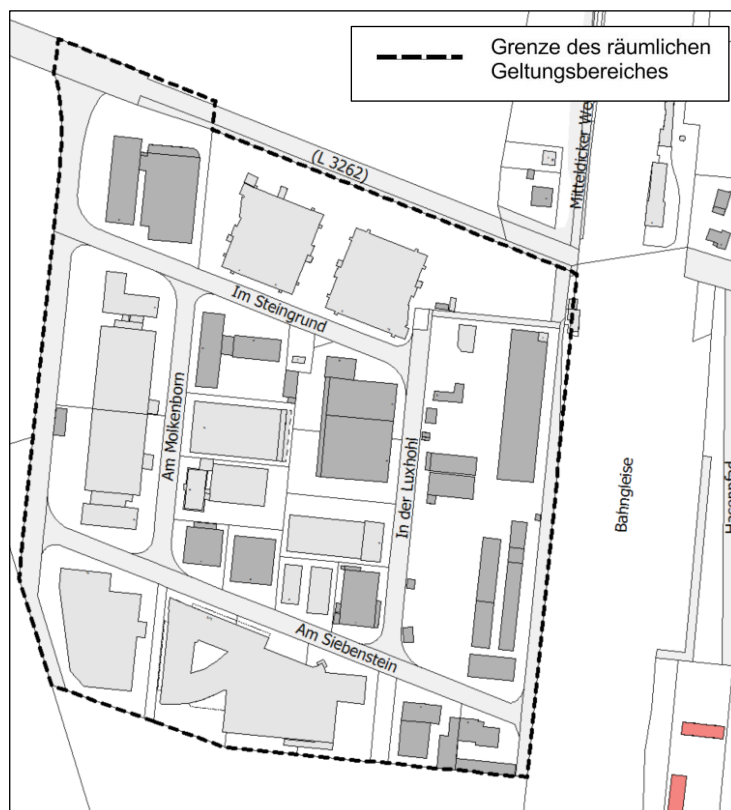 Grenze des räumlichen
Geltungsbereiches
(L 3262)
Mitteldicker We
Im Steingrund
Am Molkenborn
In der Luxhohl
Bahngleise
Am Siebenstein